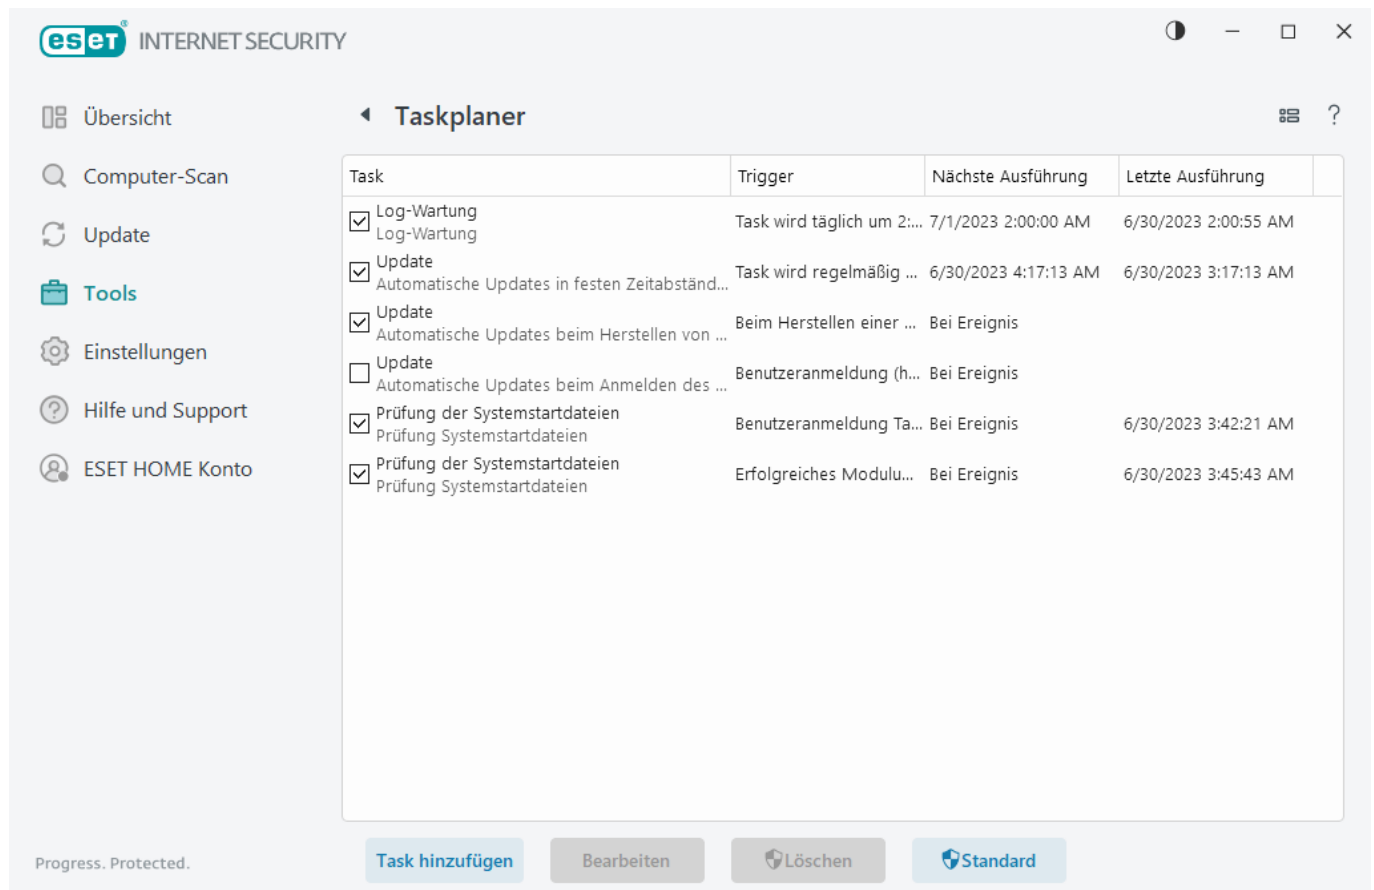 eset® INTERNET SECURITY
Übersicht
Computer-Scan
Update
Tools
Einstellungen
Hilfe und Support
ESET HOME Konto
Progress. Protected.
Taskplaner
?
Task Trigger Nächste Ausführung Letzte Ausführung
Log-Wartung
Log-Wartung
Task wird täglich um 2:... 7/1/2023 2:00:00 AM 6/30/2023 2:00:55 AM
Update
Automatische Updates in festen Zeitabständ...
Task wird regelmäßig ... 6/30/2023 4:17:13 AM 6/30/2023 3:17:13 AM
Update
Automatische Updates beim Herstellen von ...
Beim Herstellen einer ... Bei Ereignis
Update
Automatische Updates beim Anmelden des ...
Benutzeranmeldung (h... Bei Ereignis
Prüfung der Systemstartdateien
Prüfung Systemstartdateien
Benutzeranmeldung Ta... Bei Ereignis 6/30/2023 3:42:21 AM
Prüfung der Systemstartdateien
Prüfung Systemstartdateien
Erfolgreiches Modulu... Bei Ereignis 6/30/2023 3:45:43 AM
Task hinzufügen Bearbeiten Löschen Standard